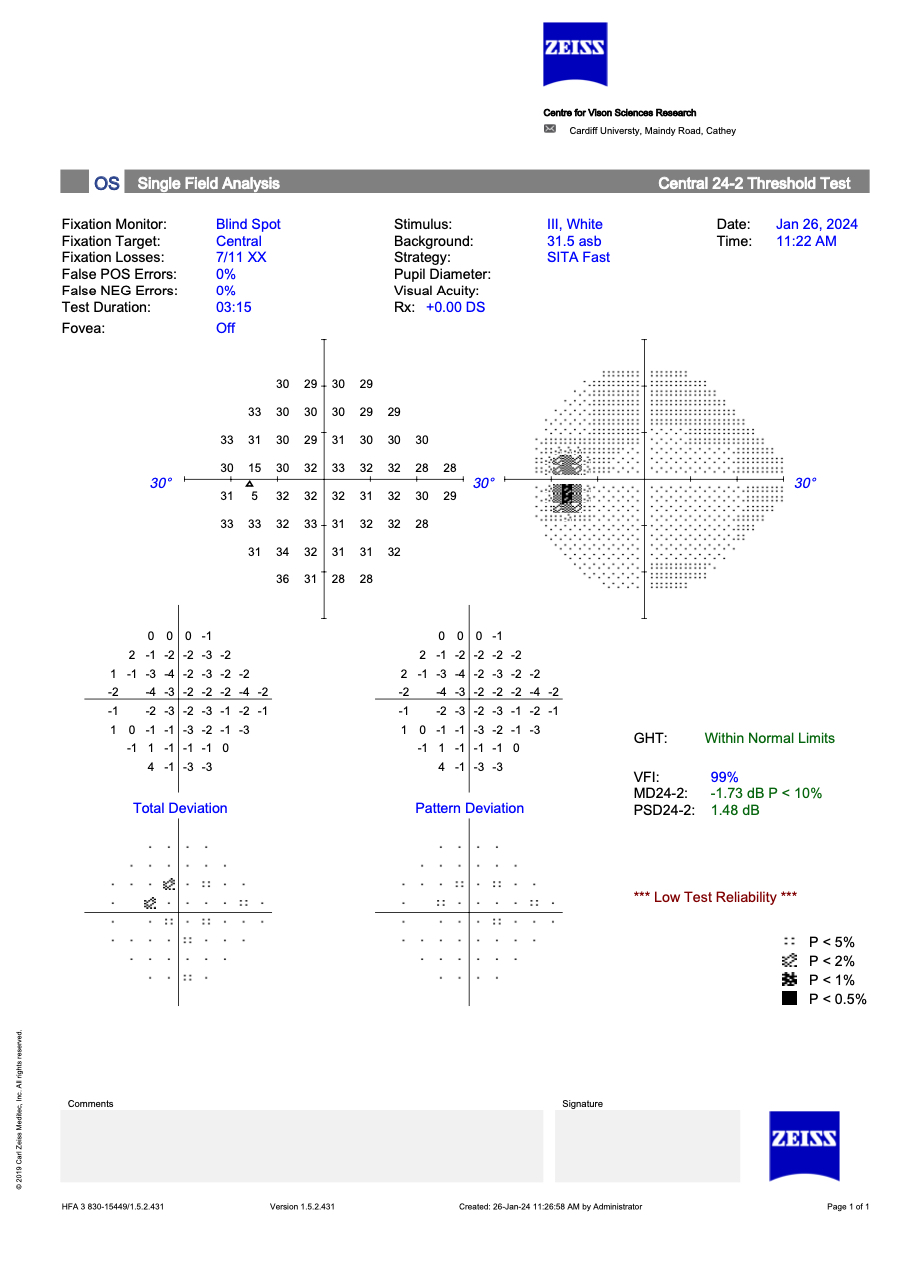 ZEISS
Centre for Vison Sciences Research
Cardiff Universty, Maindy Road, Cathey
OS Single Field Analysis Central 24-2 Threshold Test
Fixation Monitor: Blind Spot Stimulus: III, White Date: Jan 26, 2024
Fixation Target: Central Background: 31.5 asb Time: 11:22 AM
Fixation Losses: 7/11 XX Strategy: SITA Fast
False POS Errors: 0% Pupil Diameter:
False NEG Errors: 0% Visual Acuity:
Test Duration: 03:15 Rx: +0.00 DS
Fovea: Off
30 29 30 29
33 30 30 30 29 29
33 31 30 29 31 30 30 30
30 15 30 32 33 32 32 28 28
30° 30° 30°
31 5 32 32 32 31 32 30 29
33 33 32 33 31 32 32 28
31 34 32 31 31 32
36 31 28 28
0 0 0 -1 0 0 0 -1
2 -1 -2 -2 -3 -2 2 -1 -2 -2 -2 -2
1 -1 -3 -4 -2 -3 -2 -2 2 -1 -3 -4 -2 -3 -2 -2
-2 -4 -3 -2 -2 -2 -4 -2 -2 -4 -3 -2 -2 -2 -4 -2
-1 -2 -3 -2 -3 -1 -2 -1 -1 -2 -3 -2 -3 -1 -2 -1
1 0 -1 -1 -3 -2 -1 -3 1 0 -1 -1 -3 -2 -1 -3
-1 1 -1 -1 -1 0 -1 1 -1 -1 -1 0
4 -1 -3 -3 4 -1 -3 -3
GHT: Within Normal Limits
VFI: 99%
MD24-2: -1.73 dB P < 10%
PSD24-2: 1.48 dB
Total Deviation Pattern Deviation
*** Low Test Reliability ***
P < 5%
P < 2%
P < 1%
P < 0.5%
© 2019 Carl Zeiss Meditec, Inc. All rights reserved.
Comments Signature
ZEISS
HFA 3 830-15449/1.5.2.431 Version 1.5.2.431 Created: 26-Jan-24 11:26:58 AM by Administrator Page 1 of 1